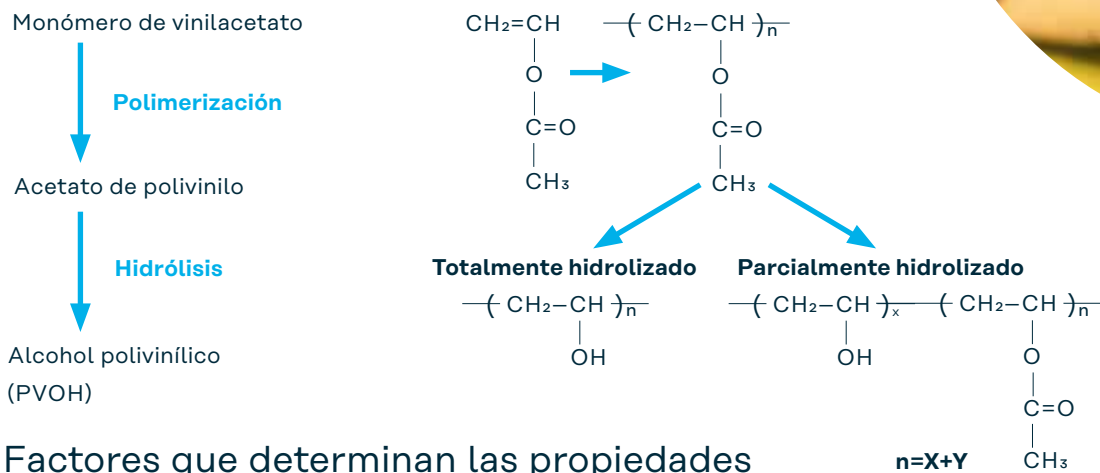 Monómero de vinilacetato
Polimerización
Acetato de polivinilo
Hidrólisis
Alcohol polivinílico
(PVOH)
CH₂=CH
O
C=O
CH₃
( CH₂–CH )n
O
C=O
CH₃
Totalmente hidrolizado
( CH₂–CH )n
OH
Parcialmente hidrolizado
( CH₂–CH )x ( CH₂–CH )n
OH
O
C=O
CH₃
n=X+Y
Factores que determinan las propiedades